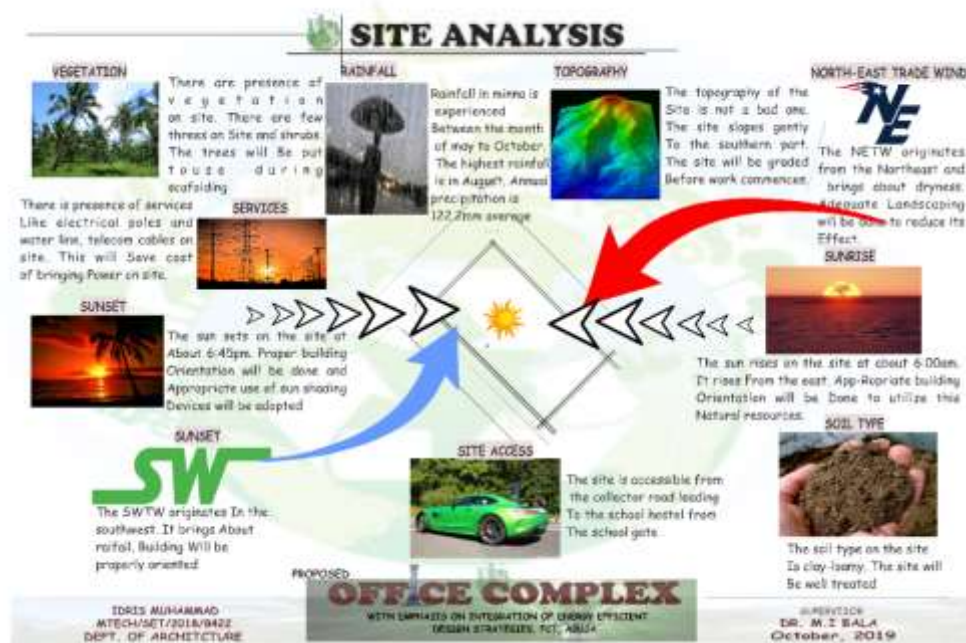 SITE ANALYSIS
VEGETATION
There are presence of
vegetation
on site. There are few
threes on Site and shrubs.
The trees will Be put
touse during
scafolding
RAINFALL
Rainfall in minna is
experienced
Between the month
of may to October.
The highest rainfall
is in August. Annual
precipitation is
122.2mm average
TOPOGRAPHY
The topography of the
Site is not a bad one.
The site slopes gently
To the southern part.
The site will be graded
Before work commences.
NORTH-EAST TRADE WIND
NE
The NETW originates
from the Northeast and
brings about dryness.
Adequate Landscaping
will be done to reduce Its
Effect.
There is presence of services
Like electrical poles and
water line, telecom cables on
site. This will Save cost
of bringing Power on site.
SERVICES
SUNRISE
The sun rises on the site at about 6:00am.
It rises From the east. App-Ropriate building
Orientation will be Done to utilize this
Natural resources.
SUNSET
The sun sets on the site at
About 6:45pm. Proper building
Orientation will be done and
Appropriate use of sun shading
Devices will be adopted
SUNSET
SW
The SWTW originates In the
southwest. It brings About
raifall. Building Will be
properly oriented
SITE ACCESS
The site is accessible from
the collector road leading
To the school hostel from
The school gate
SOIL TYPE
The soil type on the site
Is clay-loamy. The site will
Be well treated
PROPOSED
OFFICE COMPLEX
WITH EMPHASIS ON INTEGRATION OF ENERGY EFFICIENT
DESIGN STRATEGIES, FCT, ABUJA
IDRIS MUHAMMAD
MTECH/SET/2018/8422
DEPT. OF ARCHITCTURE
SUPERVISOR
DR. M.I BALA
October, 2019